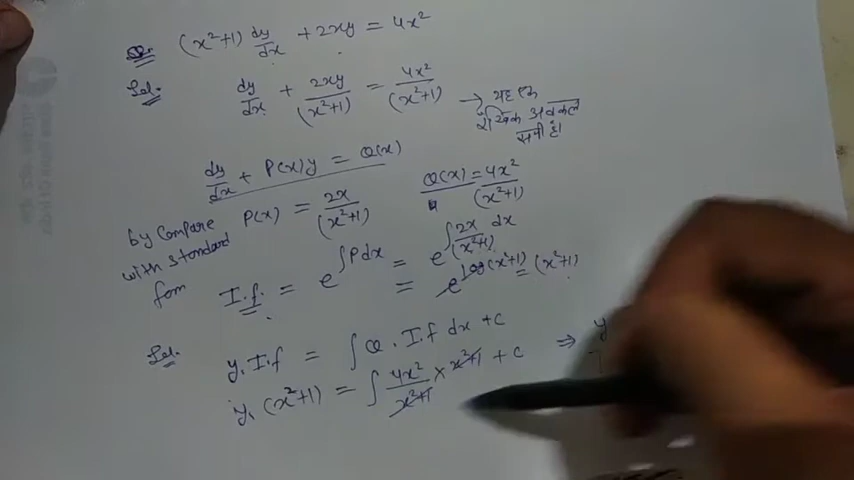 Q. (x²+1) dy/dx + 2xy = 4x²
Sol. dy/dx + 2xy/(x²+1) = 4x²/(x²+1) → यह एक
रैखिक अवकल
समी है।
dy/dx + P(x)y = Q(x)
by compare P(x) = 2x/(x²+1) Q(x) = 4x²/(x²+1)
with standard
form I.f. = e^∫Pdx = e^∫2x/(x²+1) dx
= e^log(x²+1) = (x²+1)
Sol. y. I.f = ∫Q. I.f dx + c
y. (x²+1) = ∫ 4x²/x²+1 × x²+1 + c ⇒ y